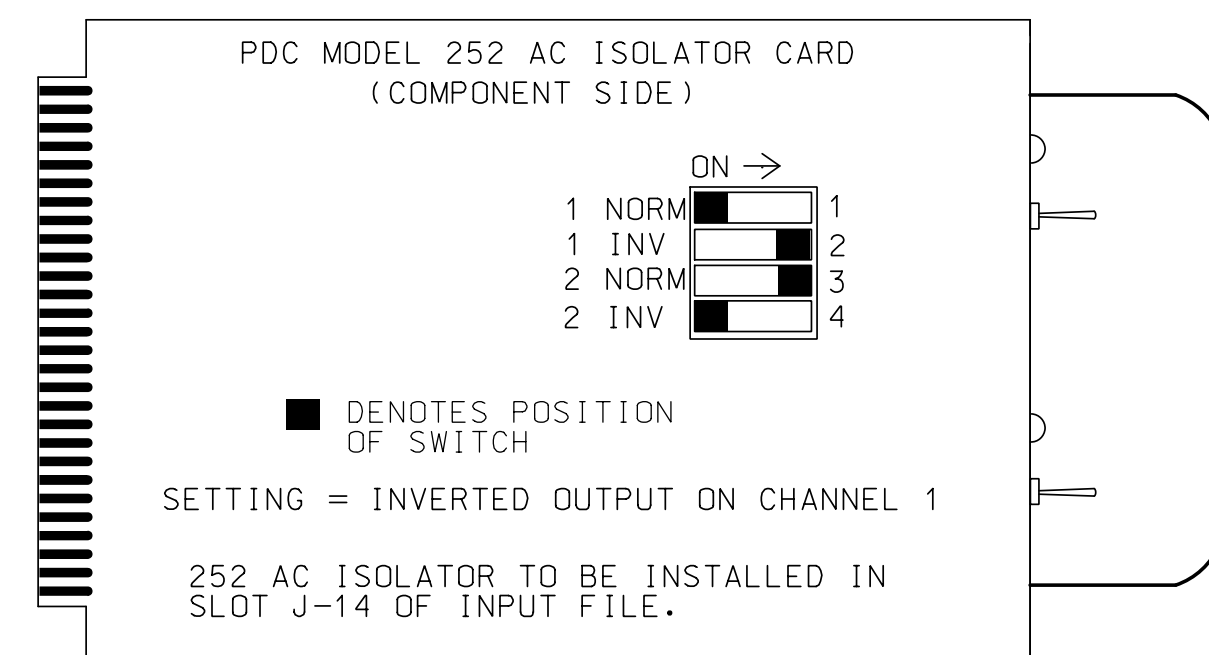 PDC MODEL 252 AC ISOLATOR CARD
(COMPONENT SIDE)
ON →
1 NORM 1
1 INV 2
2 NORM 3
2 INV 4
DENOTES POSITION
OF SWITCH
SETTING = INVERTED OUTPUT ON CHANNEL 1
252 AC ISOLATOR TO BE INSTALLED IN
SLOT J-14 OF INPUT FILE.